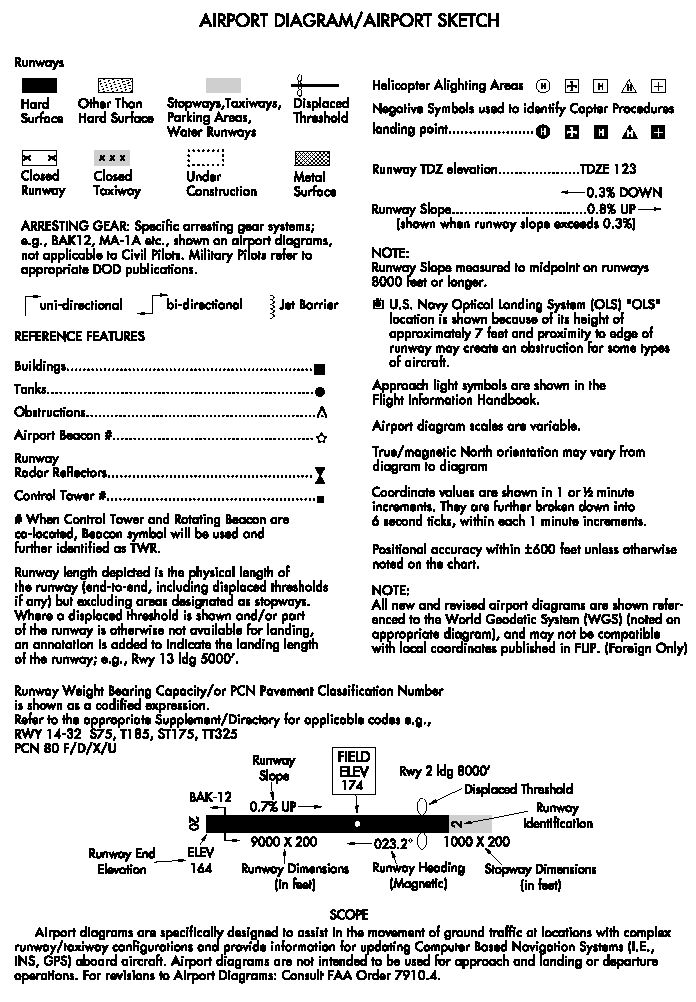 AIRPORT DIAGRAM/AIRPORT SKETCH
Runways
Hard
Surface
Other Than
Hard Surface
Stopways,Taxiways,
Parking Areas,
Water Runways
Displaced
Threshold
Closed
Runway
Closed
Taxiway
Under
Construction
Metal
Surface
ARRESTING GEAR: Specific arresting gear systems;
e.g., BAK12, MA-1A etc., shown on airport diagrams,
not applicable to Civil Pilots. Military Pilots refer to
appropriate DOD publications.
uni-directional
bi-directional
Jet Barrier
REFERENCE FEATURES
Buildings
Tanks
Obstructions
Airport Beacon #
Runway
Radar Reflectors
Control Tower #
# When Control Tower and Rotating Beacon are
co-located, Beacon symbol will be used and
further identified as TWR.
Runway length depicted is the physical length of
the runway (end-to-end, including displaced thresholds
if any) but excluding areas designated as stopways.
Where a displaced threshold is shown and/or part
of the runway is otherwise not available for landing,
an annotation is added to indicate the landing length
of the runway; e.g., Rwy 13 ldg 5000'.
Helicopter Alighting Areas H H H
Negative Symbols used to identify Copter Procedures
landing point H H H
Runway TDZ elevation TDZE 123
0.3% DOWN
Runway Slope 0.8% UP
(shown when runway slope exceeds 0.3%)
NOTE:
Runway Slope measured to midpoint on runways
8000 feet or longer.
U.S. Navy Optical Landing System (OLS) "OLS"
location is shown because of its height of
approximately 7 feet and proximity to edge of
runway may create an obstruction for some types
of aircraft.
Approach light symbols are shown in the
Flight Information Handbook.
Airport diagram scales are variable.
True/magnetic North orientation may vary from
diagram to diagram
Coordinate values are shown in 1 or ½ minute
increments. They are further broken down into
6 second ticks, within each 1 minute increments.
Positional accuracy within ±600 feet unless otherwise
noted on the chart.
NOTE:
All new and revised airport diagrams are shown refer-
enced to the World Geodetic System (WGS) (noted on
appropriate diagram), and may not be compatible
with local coordinates published in FLIP. (Foreign Only)
Runway Weight Bearing Capacity/or PCN Pavement Classification Number
is shown as a codified expression.
Refer to the appropriate Supplement/Directory for applicable codes e.g.,
RWY 14-32 S75, T185, ST175, TT325
PCN 80 F/D/X/U
Runway
Slope
FIELD
ELEV
174
Rwy 2 ldg 8000'
Displaced Threshold
BAK-12
0.7% UP
Runway
Identification
20
2
Runway End
Elevation
ELEV
164
9000 X 200
Runway Dimensions
(in feet)
023.2°
Runway Heading
(Magnetic)
1000 X 200
Stopway Dimensions
(in feet)
SCOPE
Airport diagrams are specifically designed to assist in the movement of ground traffic at locations with complex
runway/taxiway configurations and provide information for updating Computer Based Navigation Systems (I.E.,
INS, GPS) aboard aircraft. Airport diagrams are not intended to be used for approach and landing or departure
operations. For revisions to Airport Diagrams: Consult FAA Order 7910.4.